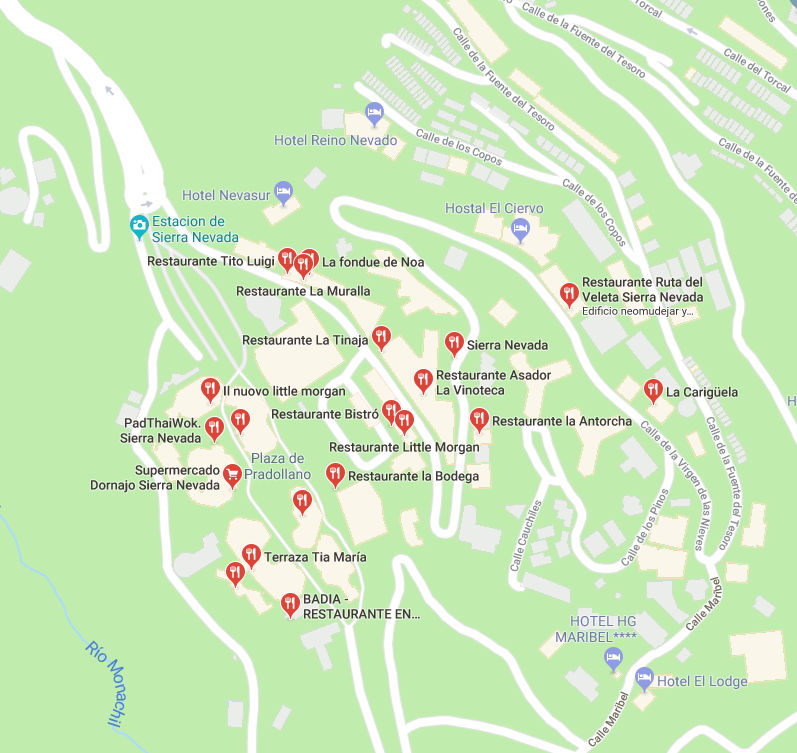 Torcal
Calle de la Fuente del Tesoro
Calle de la Fuente del Tesoro
Calle del Torcal
Hotel Reino Nevado
Calle de los Copos
Calle de la Fuente del Tesoro
Hotel Nevasur
Calle de los Copos
Hostal El Ciervo
Estacion de
Sierra Nevada
Restaurante Tito Luigi
La fondue de Noa
Restaurante La Muralla
Restaurante Ruta del
Veleta Sierra Nevada
Edificio neomudejar y...
Restaurante La Tinaja
Sierra Nevada
Restaurante Asador
La Vinoteca
Il nuovo little morgan
La Carigüela
H
Restaurante Bistró
PadThaiWok.
Sierra Nevada
Restaurante la Antorcha
Restaurante Little Morgan
Plaza de
Pradollano
Supermercado
Dornajo Sierra Nevada
Restaurante la Bodega
Calle de la Virgen de las Nieves
Calle de la Fuente del Tesoro
Calle Cauchiles
Calle de los Pinos
Terraza Tia María
BADIA -
RESTAURANTE EN...
Calle Maribel
HOTEL HG
MARIBEL****
Río Monachil
Hotel El Lodge
Calle Maribel